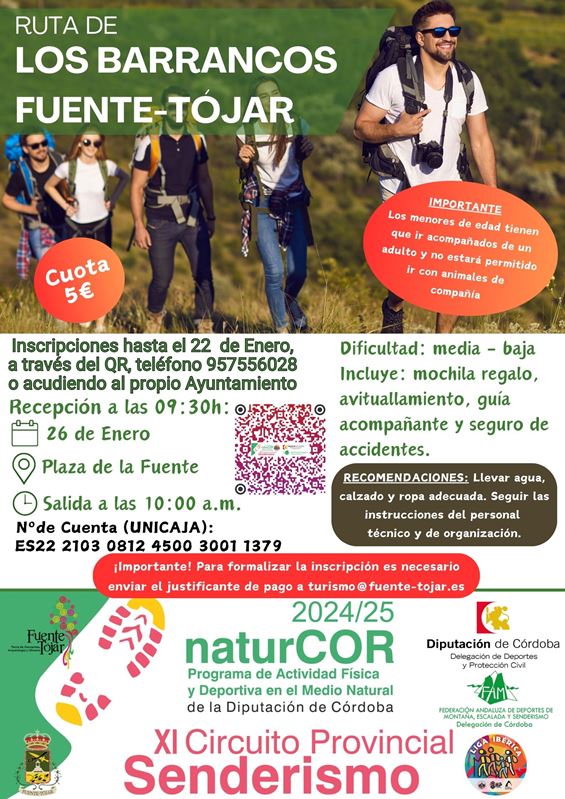 RUTA DE
LOS BARRANCOS
FUENTE-TÓJAR
IMPORTANTE
Los menores de edad tienen
que ir acompañados de un
adulto y no estará permitido
ir con animales de
compañía
Cuota
5€
Inscripciones hasta el 22 de Enero,
a través del QR, teléfono 957556028
o acudiendo al propio Ayuntamiento
Recepción a las 09:30h:
26 de Enero
Plaza de la Fuente
Salida a las 10:00 a.m.
Nºde Cuenta (UNICAJA):
ES22 2103 0812 4500 3001 1379
Dificultad: media - baja
Incluye: mochila regalo,
avituallamiento, guía
acompañante y seguro de
accidentes.
RECOMENDACIONES: Llevar agua,
calzado y ropa adecuada. Seguir las
instrucciones del personal
técnico y de organización.
¡Importante! Para formalizar la inscripción es necesario
enviar el justificante de pago a turismo@fuente-tojar.es
Fuente
Tójar
2024/25
naturCOR
Programa de Actividad Física
y Deportiva en el Medio Natural
de la Diputación de Córdoba
Diputación de Córdoba
Delegación de Deportes
y Protección Civil
FAM
FEDERACIÓN ANDALUZA DE DEPORTES DE
MONTAÑA, ESCALADA Y SENDERISMO
Delegación de Córdoba
XI Circuito Provincial
Senderismo
FUENTE-TÓJAR
LIGA IBÉRICA